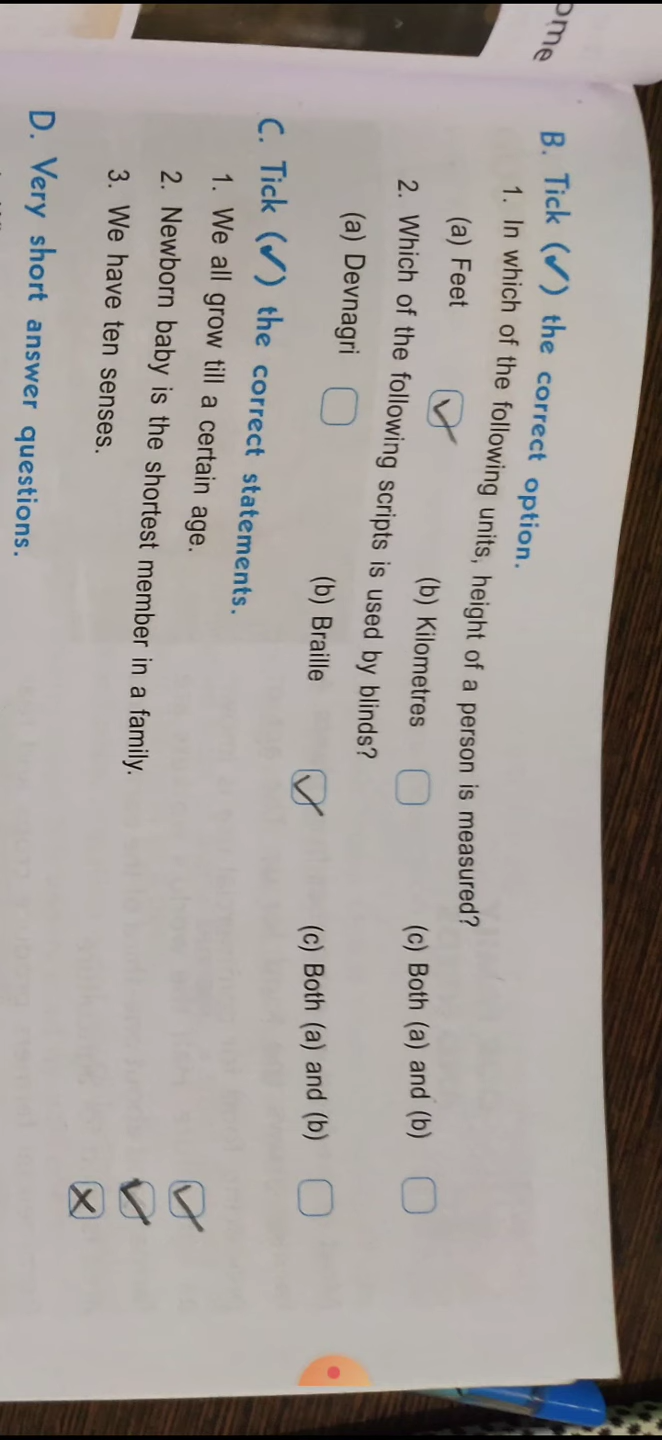 ome
B. Tick (✓) the correct option.
1. In which of the following units, height of a person is measured?
(a) Feet ✓ (b) Kilometres (c) Both (a) and (b)
2. Which of the following scripts is used by blinds?
(a) Devnagri (b) Braille ✓ (c) Both (a) and (b)
C. Tick (✓) the correct statements.
1. We all grow till a certain age. ✓
2. Newborn baby is the shortest member in a family. ✓
3. We have ten senses. ✗
D. Very short answer questions.